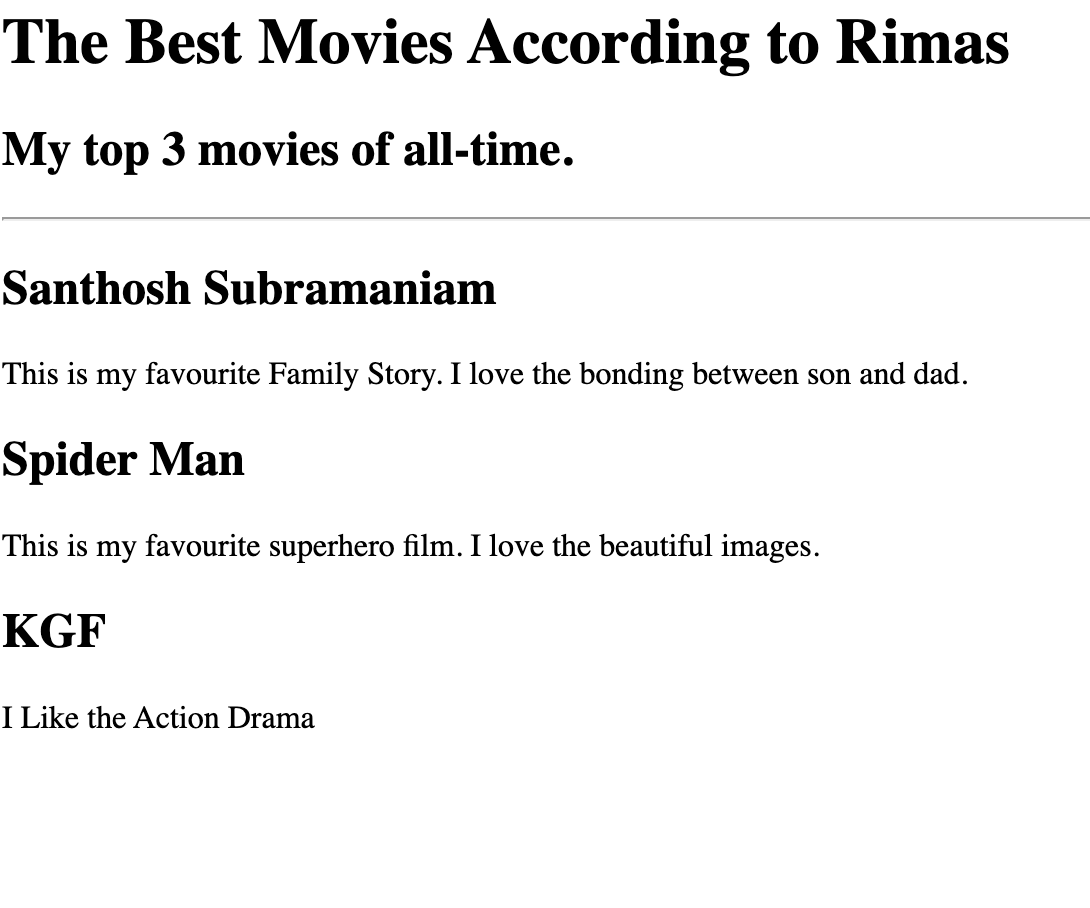 The Best Movies According to Rimas
My top 3 movies of all-time.
Santhosh Subramaniam
This is my favourite Family Story. I love the bonding between son and dad.
Spider Man
This is my favourite superhero film. I love the beautiful images.
KGF
I Like the Action Drama